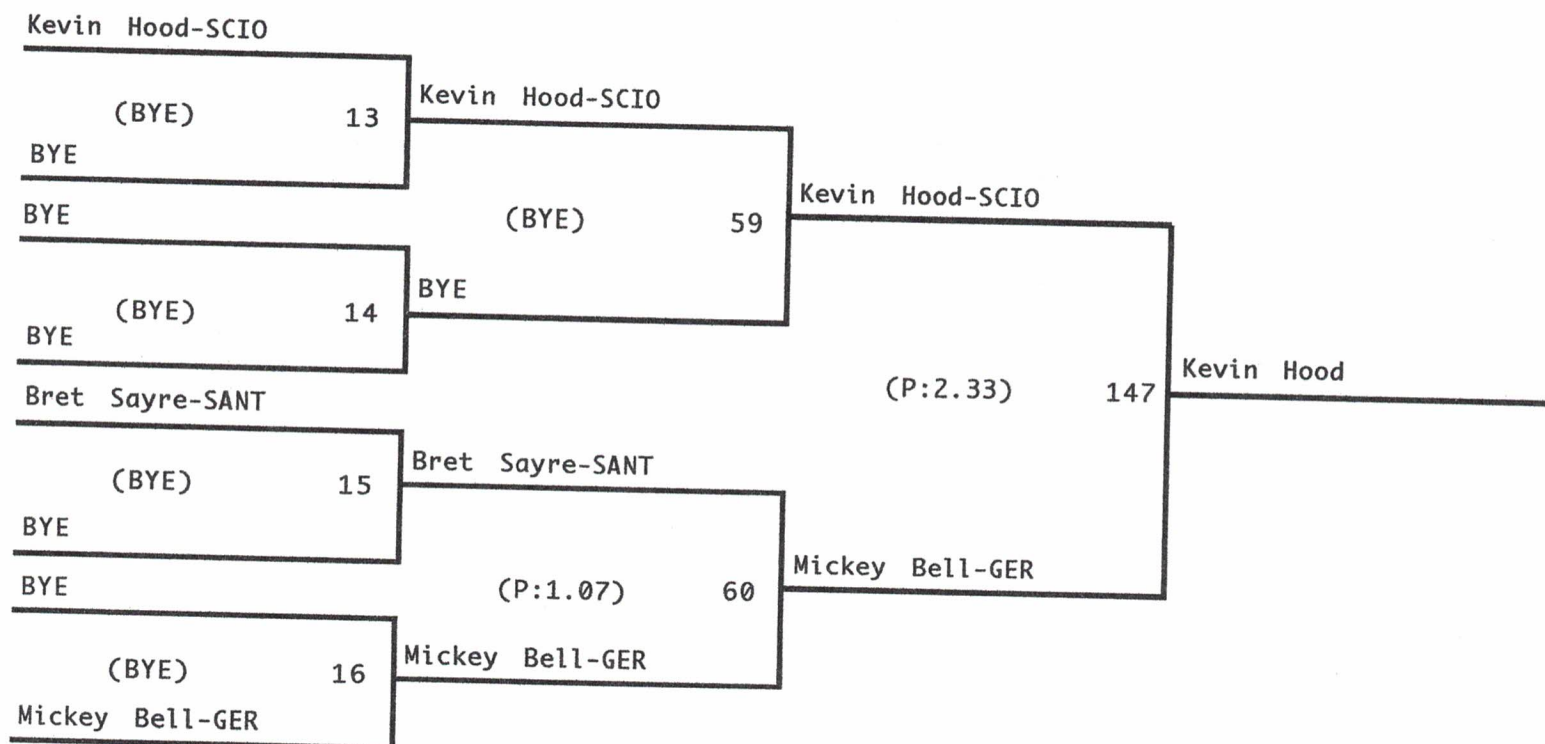 Kevin Hood-SCIO
(BYE) 13
BYE
Kevin Hood-SCIO
BYE
(BYE) 14
BYE
(BYE) 59
BYE
Kevin Hood-SCIO
Bret Sayre-SANT
(BYE) 15
BYE
Bret Sayre-SANT
BYE
(BYE) 16
Mickey Bell-GER
(P:1.07) 60
Mickey Bell-GER
Mickey Bell-GER
(P:2.33) 147
Kevin Hood